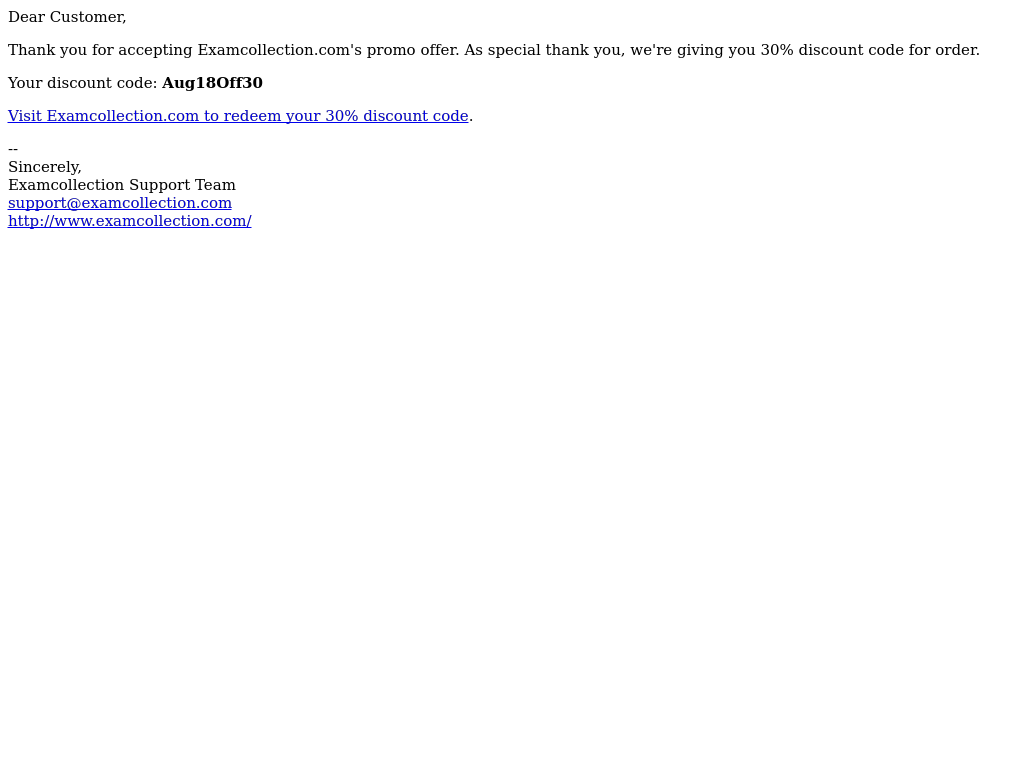 Dear Customer,
Thank you for accepting Examcollection.com's promo offer. As special thank you, we're giving you 30% discount code for order.
Your discount code: Aug18Off30
Visit Examcollection.com to redeem your 30% discount code.
--
Sincerely,
Examcollection Support Team
support@examcollection.com
http://www.examcollection.com/